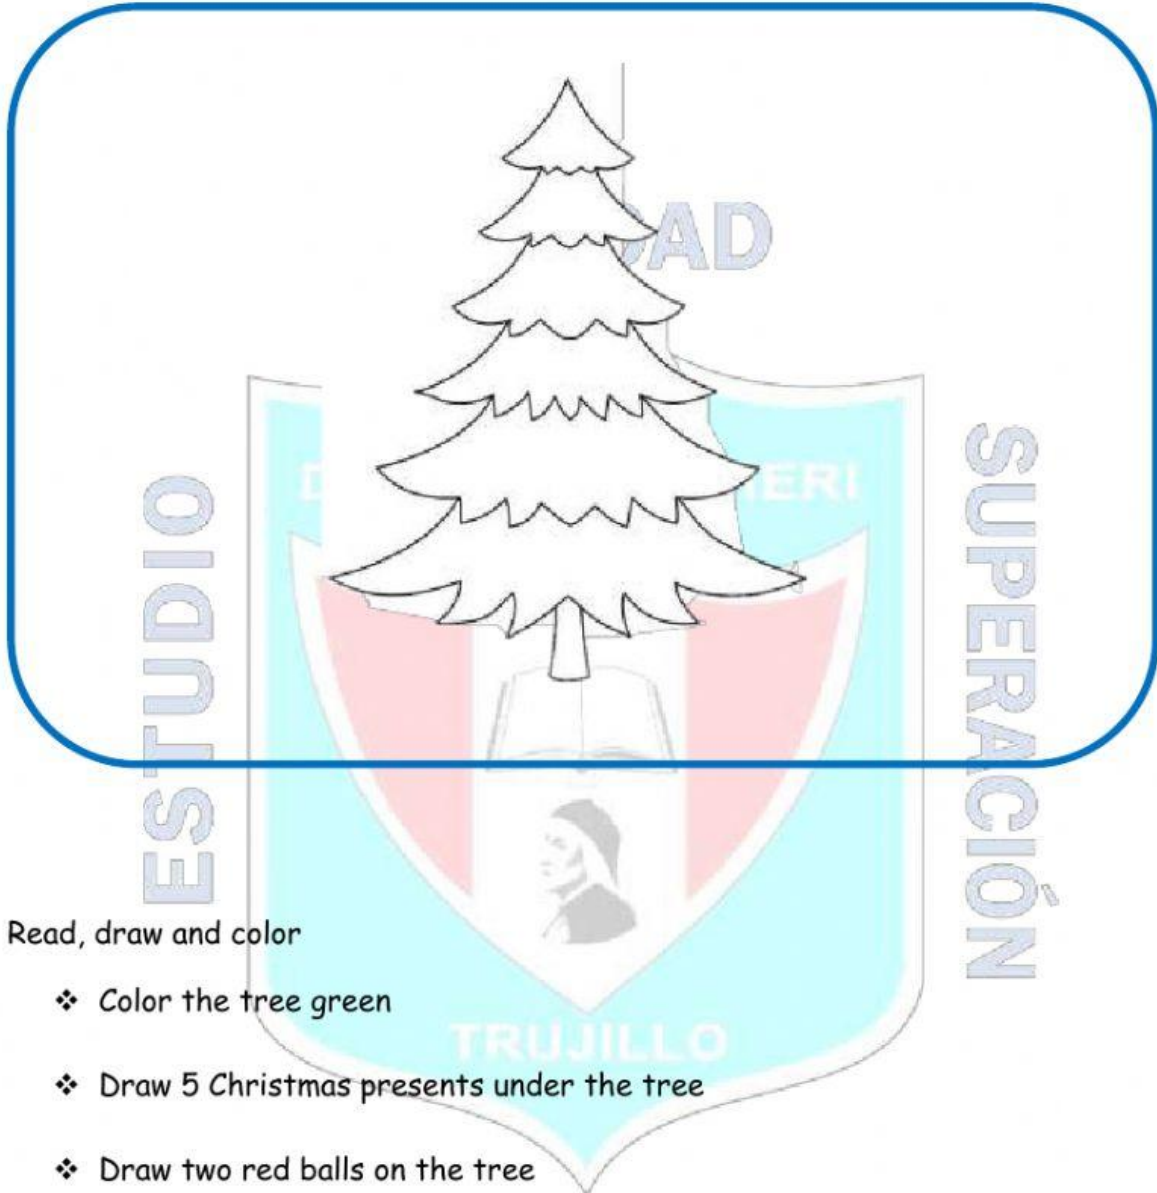 DAD
ESTUDIO
SUPERACIÓN
TRUJILLO
Read, draw and color
❖ Color the tree green
❖ Draw 5 Christmas presents under the tree
❖ Draw two red balls on the tree